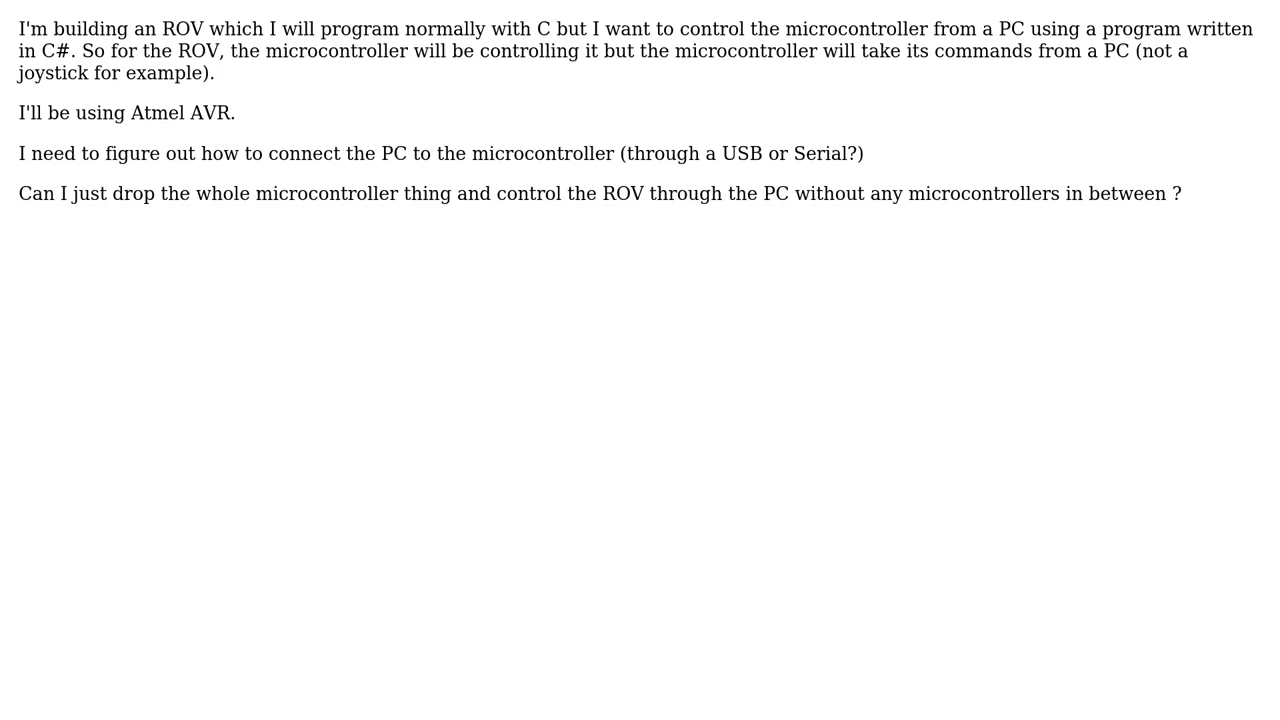 I'm building an ROV which I will program normally with C but I want to control the microcontroller from a PC using a program written
in C#. So for the ROV, the microcontroller will be controlling it but the microcontroller will take its commands from a PC (not a
joystick for example).
I'll be using Atmel AVR.
I need to figure out how to connect the PC to the microcontroller (through a USB or Serial?)
Can I just drop the whole microcontroller thing and control the ROV through the PC without any microcontrollers in between ?